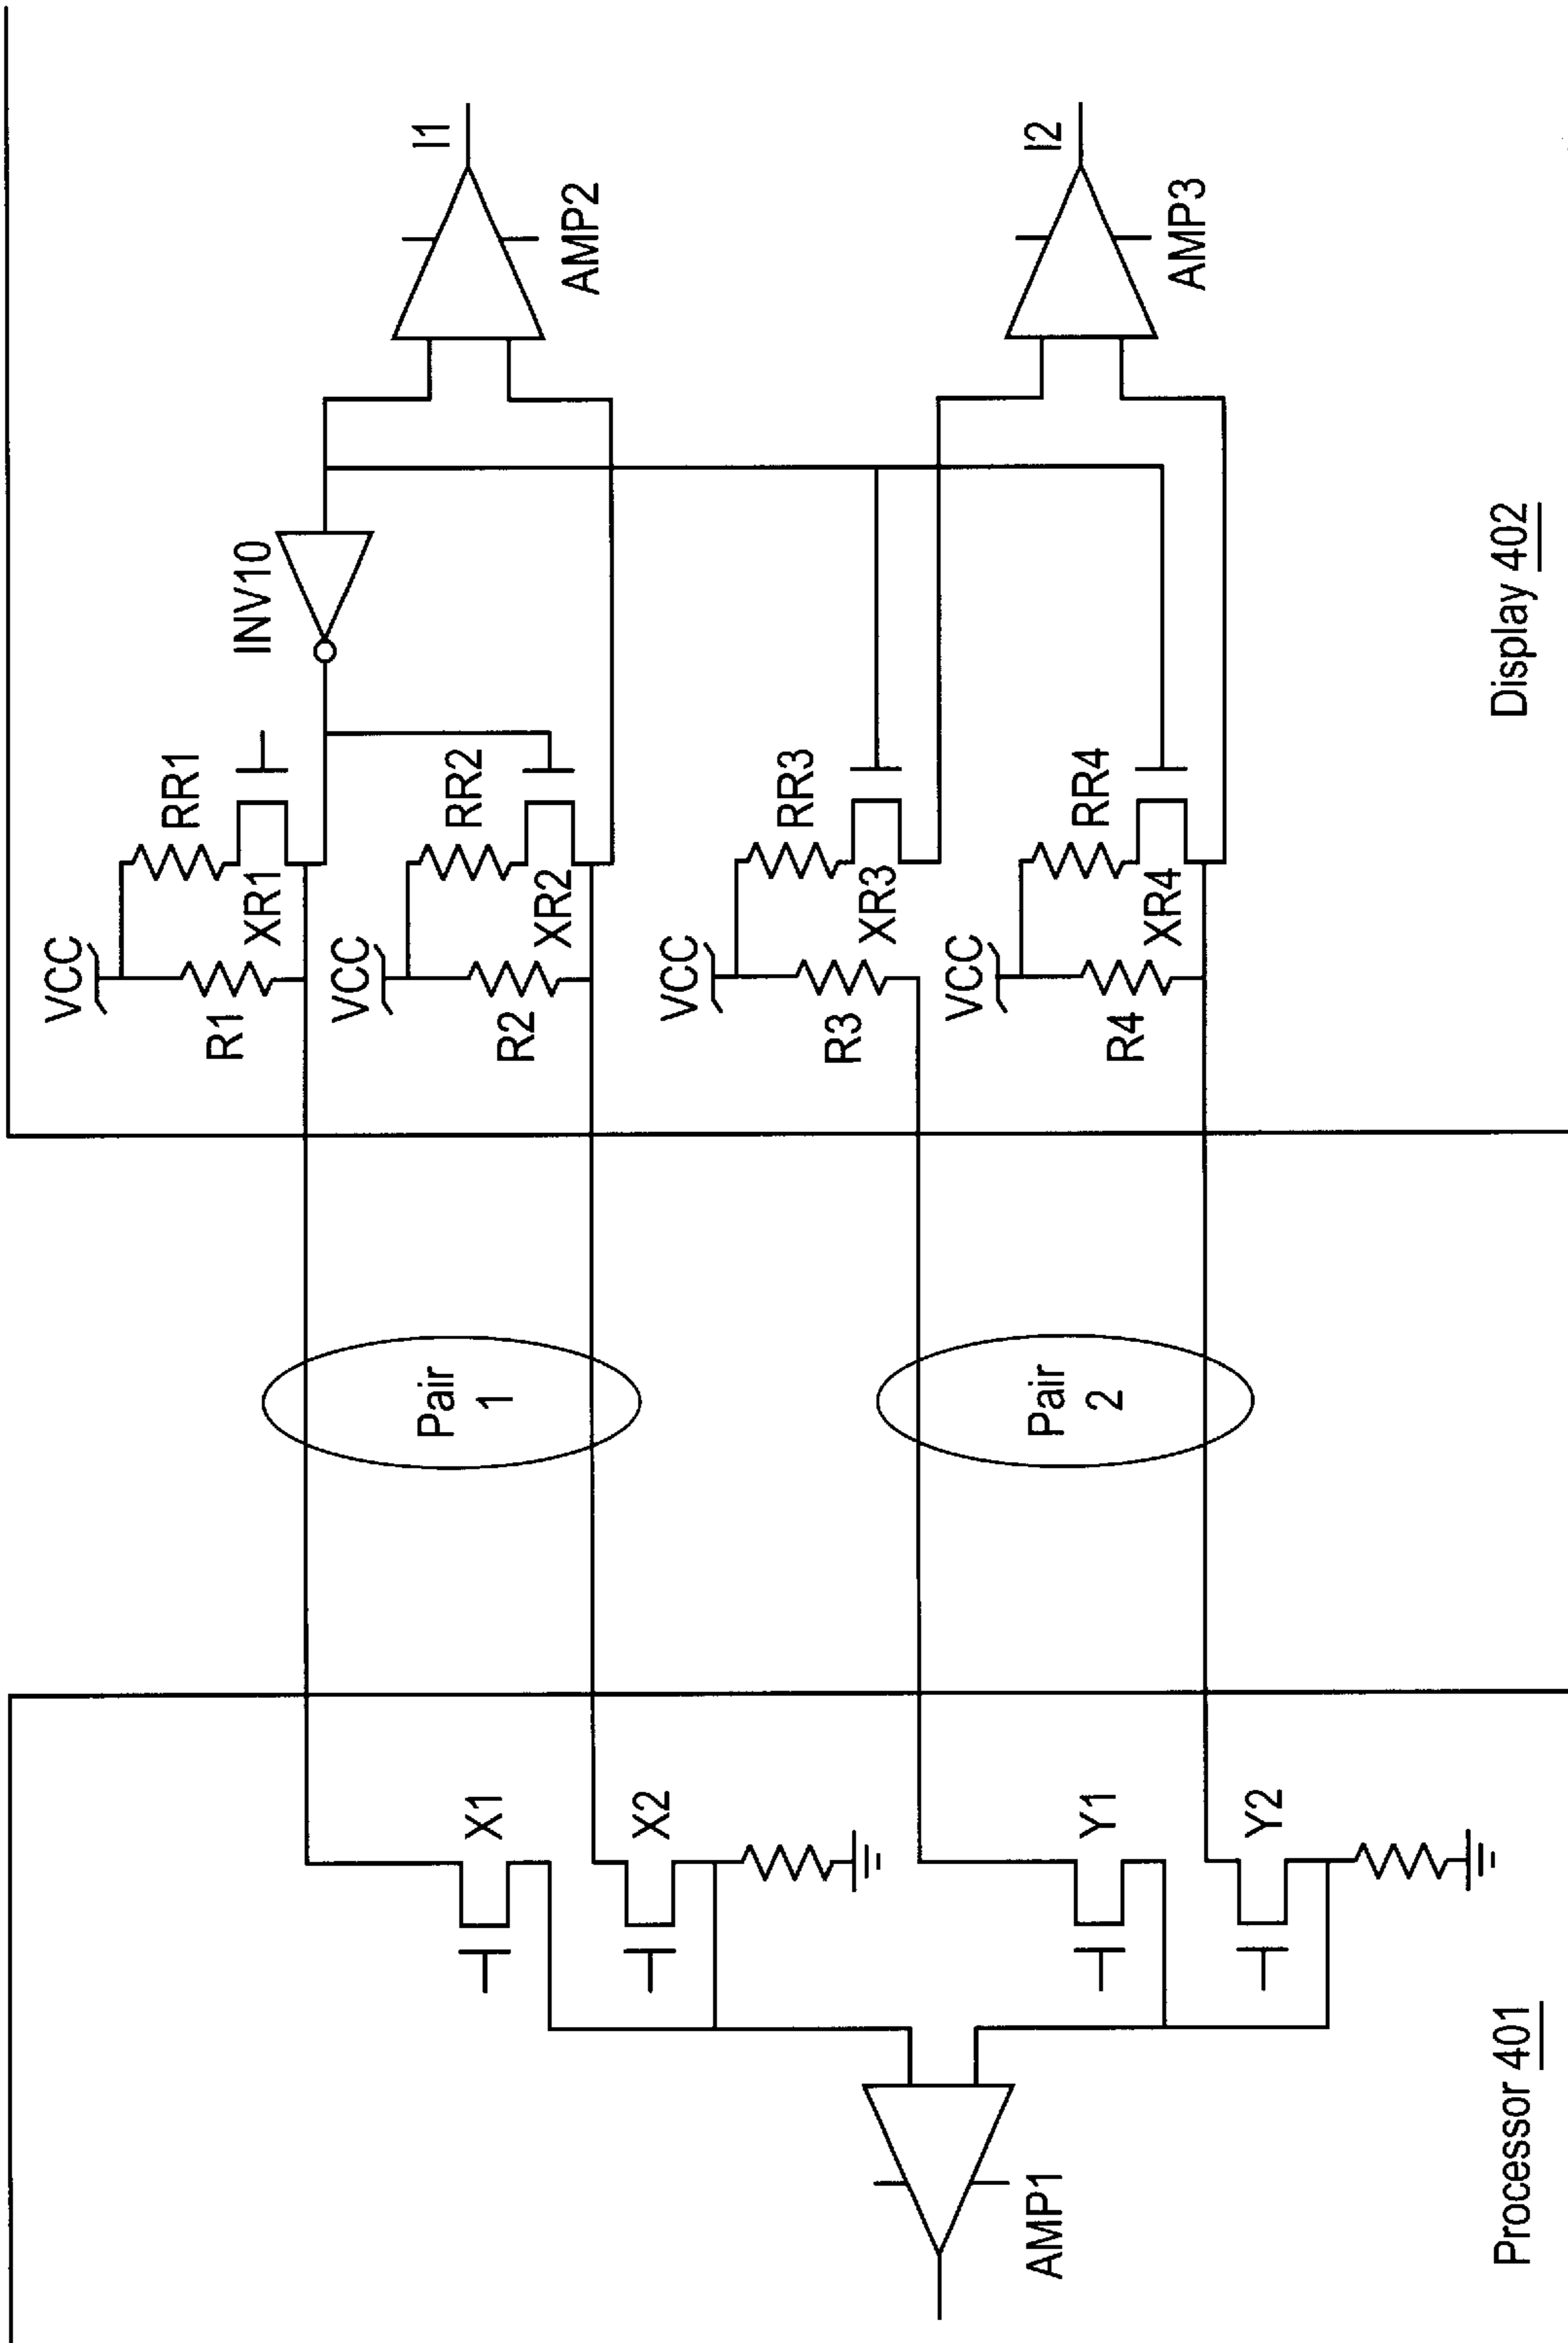 VCC
R1
RR1
XR1
INV10
I1
AMP2
VCC
R2
RR2
XR2
VCC
R3
RR3
XR3
I2
AMP3
VCC
R4
RR4
XR4
Display 402
Pair
1
Pair
2
X1
X2
Y1
Y2
AMP1
Processor 401